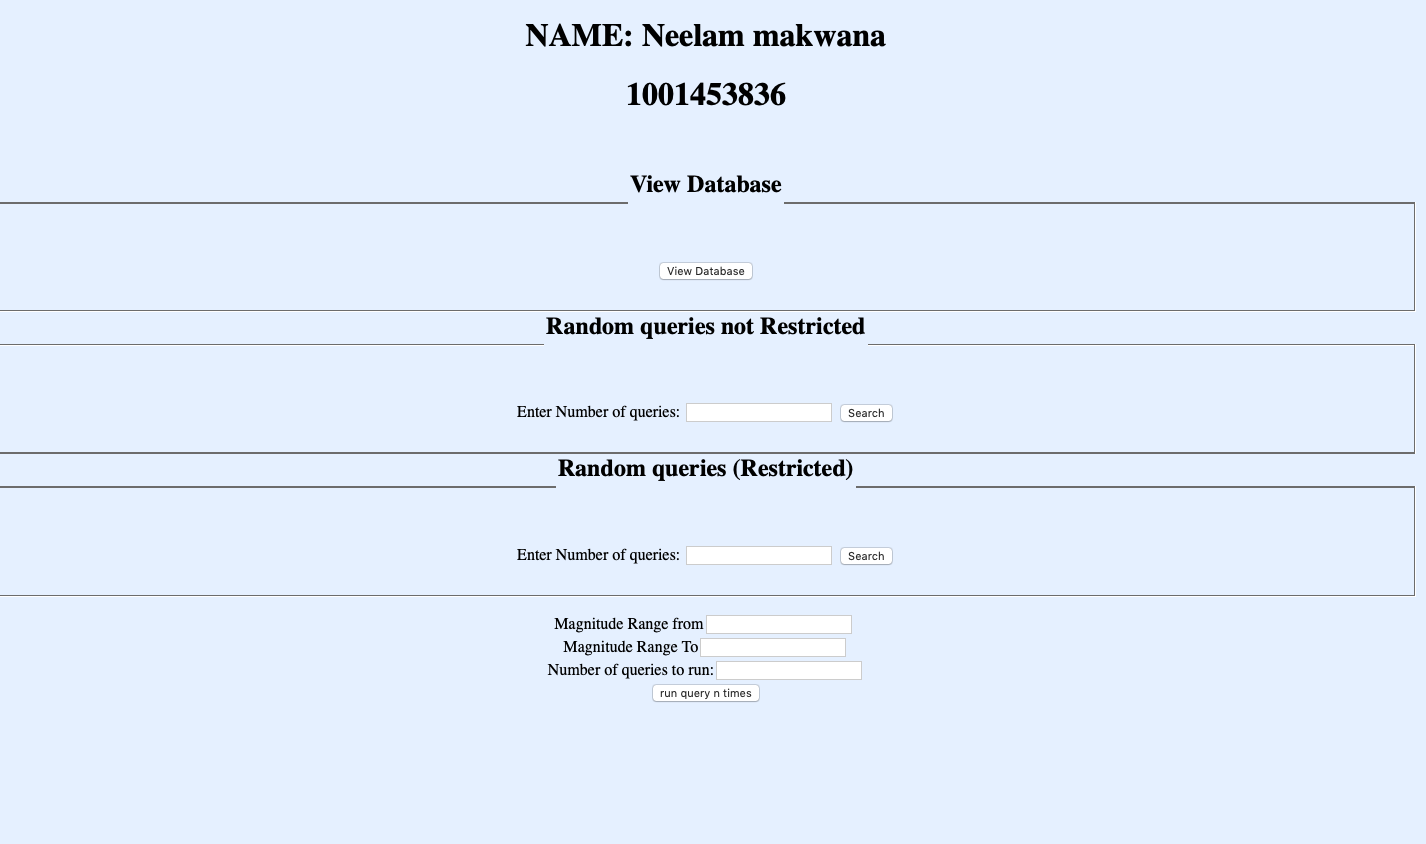 NAME: Neelam makwana
1001453836
View Database
View Database
Random queries not Restricted
Enter Number of queries: Search
Random queries (Restricted)
Enter Number of queries: Search
Magnitude Range from
Magnitude Range To
Number of queries to run:
run query n times